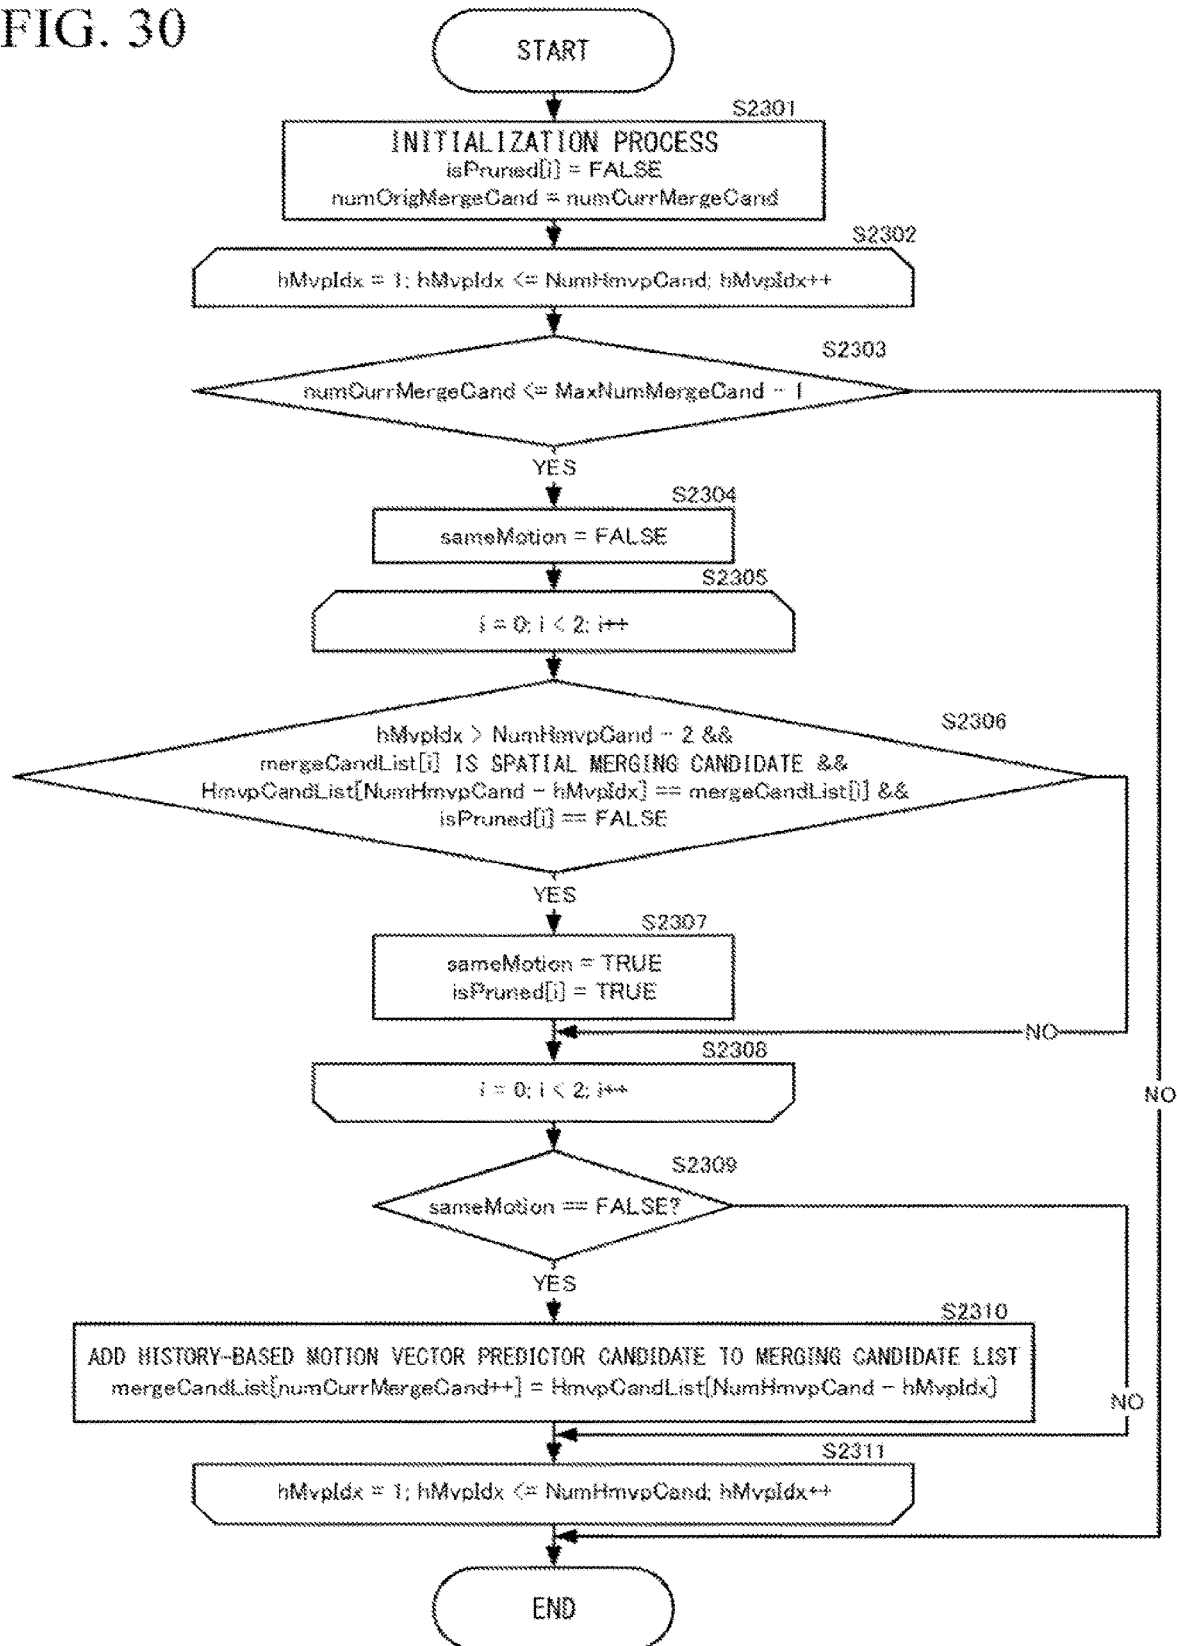 FIG. 30
START
S2301
INITIALIZATION PROCESS
isPruned[i] = FALSE
numOrigMergeCand = numCurrMergeCand
S2302
hMvpIdx = 1; hMvpIdx <= NumHmvpCand; hMvpIdx++
S2303
numCurrMergeCand <= MaxNumMergeCand - 1
YES
S2304
sameMotion = FALSE
S2305
i = 0; i < 2; i++
S2306
hMvpIdx > NumHmvpCand - 2 &&
mergeCandList[i] IS SPATIAL MERGING CANDIDATE &&
HmvpCandList[NumHmvpCand - hMvpIdx] == mergeCandList[i] &&
isPruned[i] == FALSE
YES
S2307
sameMotion = TRUE
isPruned[i] = TRUE
NO
S2308
i = 0; i < 2; i++
NO
S2309
sameMotion == FALSE?
YES
S2310
ADD HISTORY-BASED MOTION VECTOR PREDICTOR CANDIDATE TO MERGING CANDIDATE LIST
mergeCandList[numCurrMergeCand++] = HmvpCandList[NumHmvpCand - hMvpIdx]
NO
S2311
hMvpIdx = 1; hMvpIdx <= NumHmvpCand; hMvpIdx++
END